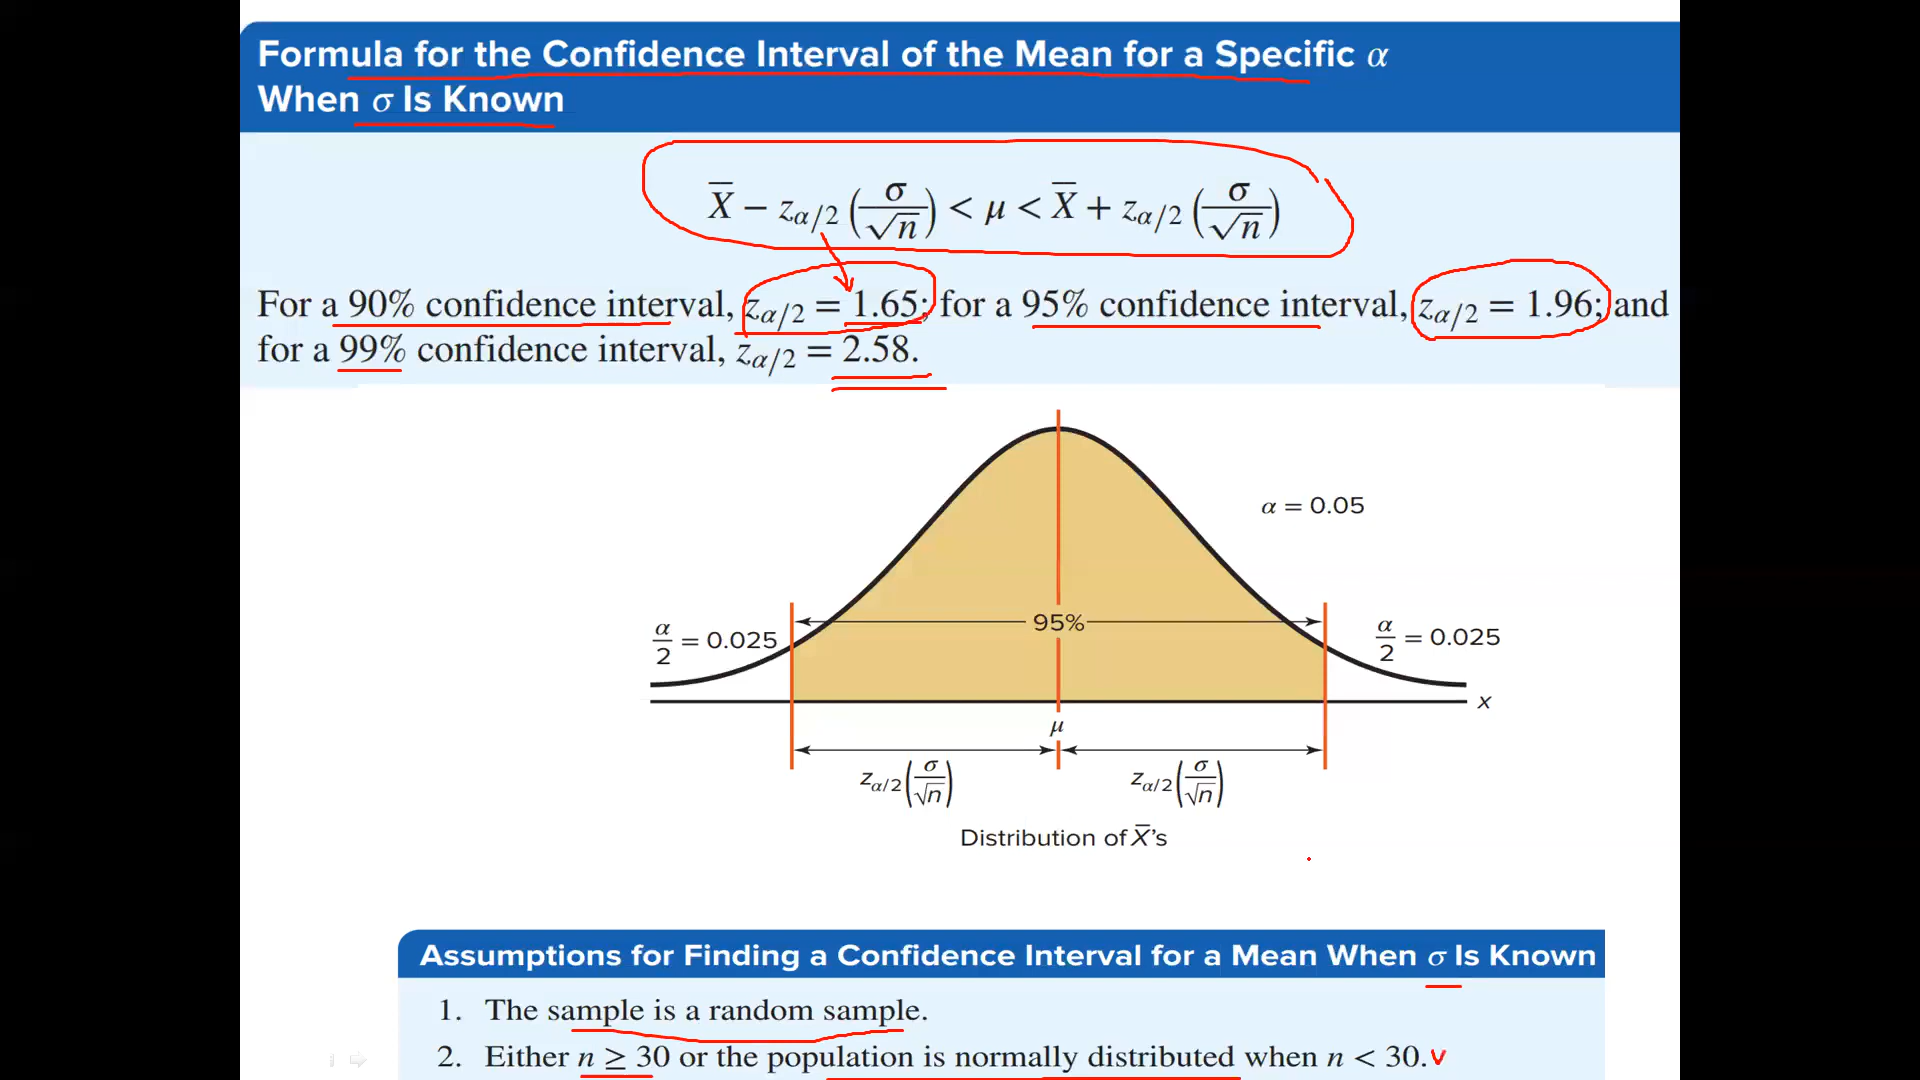 Formula for the Confidence Interval of the Mean for a Specific α
When σ Is Known
X̄ − zα/2 (σ/√n) < μ < X̄ + zα/2 (σ/√n)
For a 90% confidence interval, zα/2 = 1.65; for a 95% confidence interval, zα/2 = 1.96; and
for a 99% confidence interval, zα/2 = 2.58.
α = 0.05
95%
α/2 = 0.025
α/2 = 0.025
x
μ
zα/2(σ/√n)
zα/2(σ/√n)
Distribution of X̄'s
Assumptions for Finding a Confidence Interval for a Mean When σ Is Known
1. The sample is a random sample.
2. Either n ≥ 30 or the population is normally distributed when n < 30.